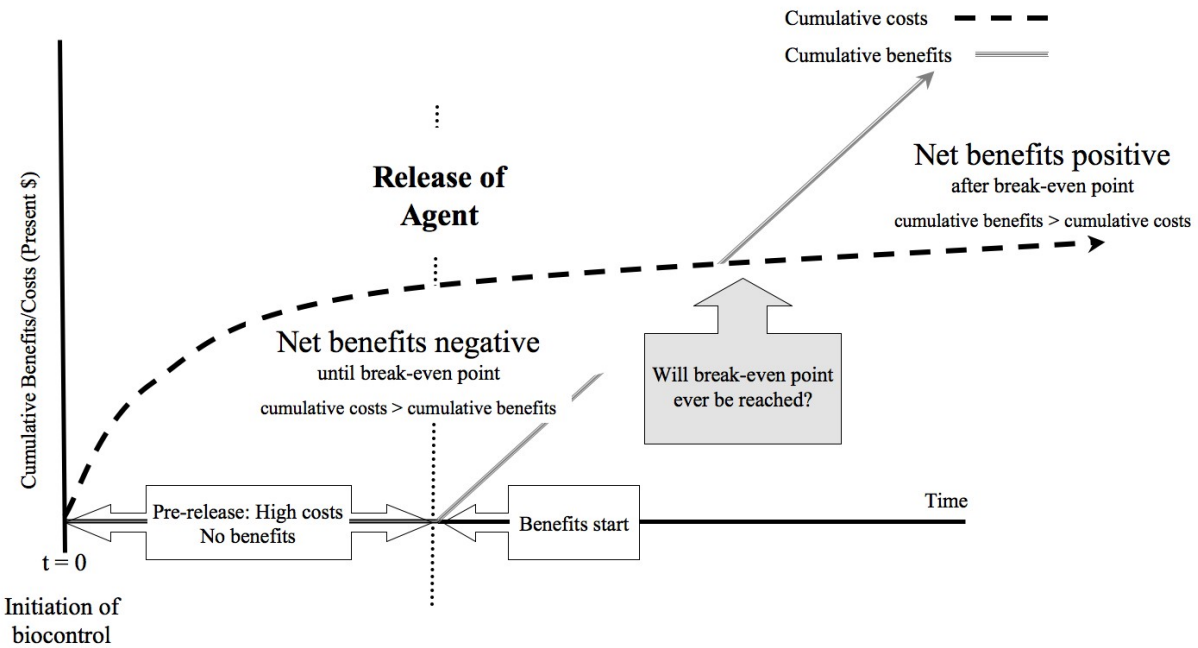 Cumulative costs
Cumulative benefits
Cumulative Benefits/Costs (Present $)
Release of
Agent
Net benefits positive
after break-even point
cumulative benefits > cumulative costs
Net benefits negative
until break-even point
cumulative costs > cumulative benefits
Will break-even point
ever be reached?
Pre-release: High costs
No benefits
Benefits start
Time
t = 0
Initiation of
biocontrol